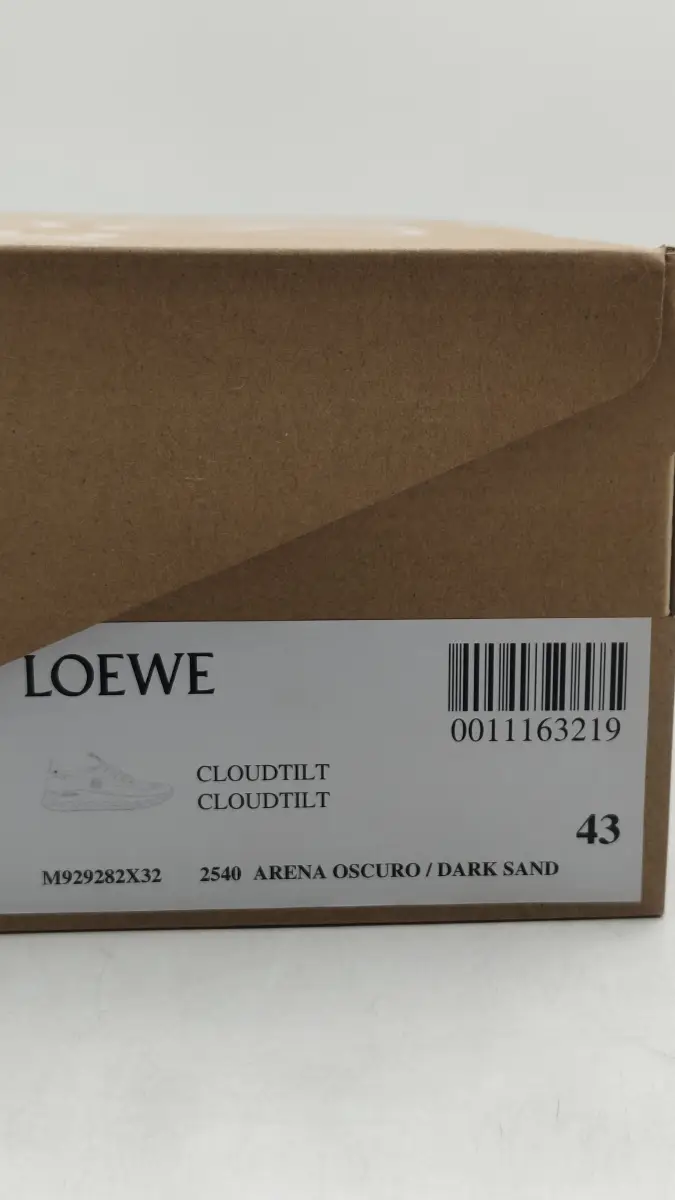 LOEWE
0011163219
CLOUDTILT
CLOUDTILT
43
M929282X32 2540 ARENA OSCURO / DARK SAND